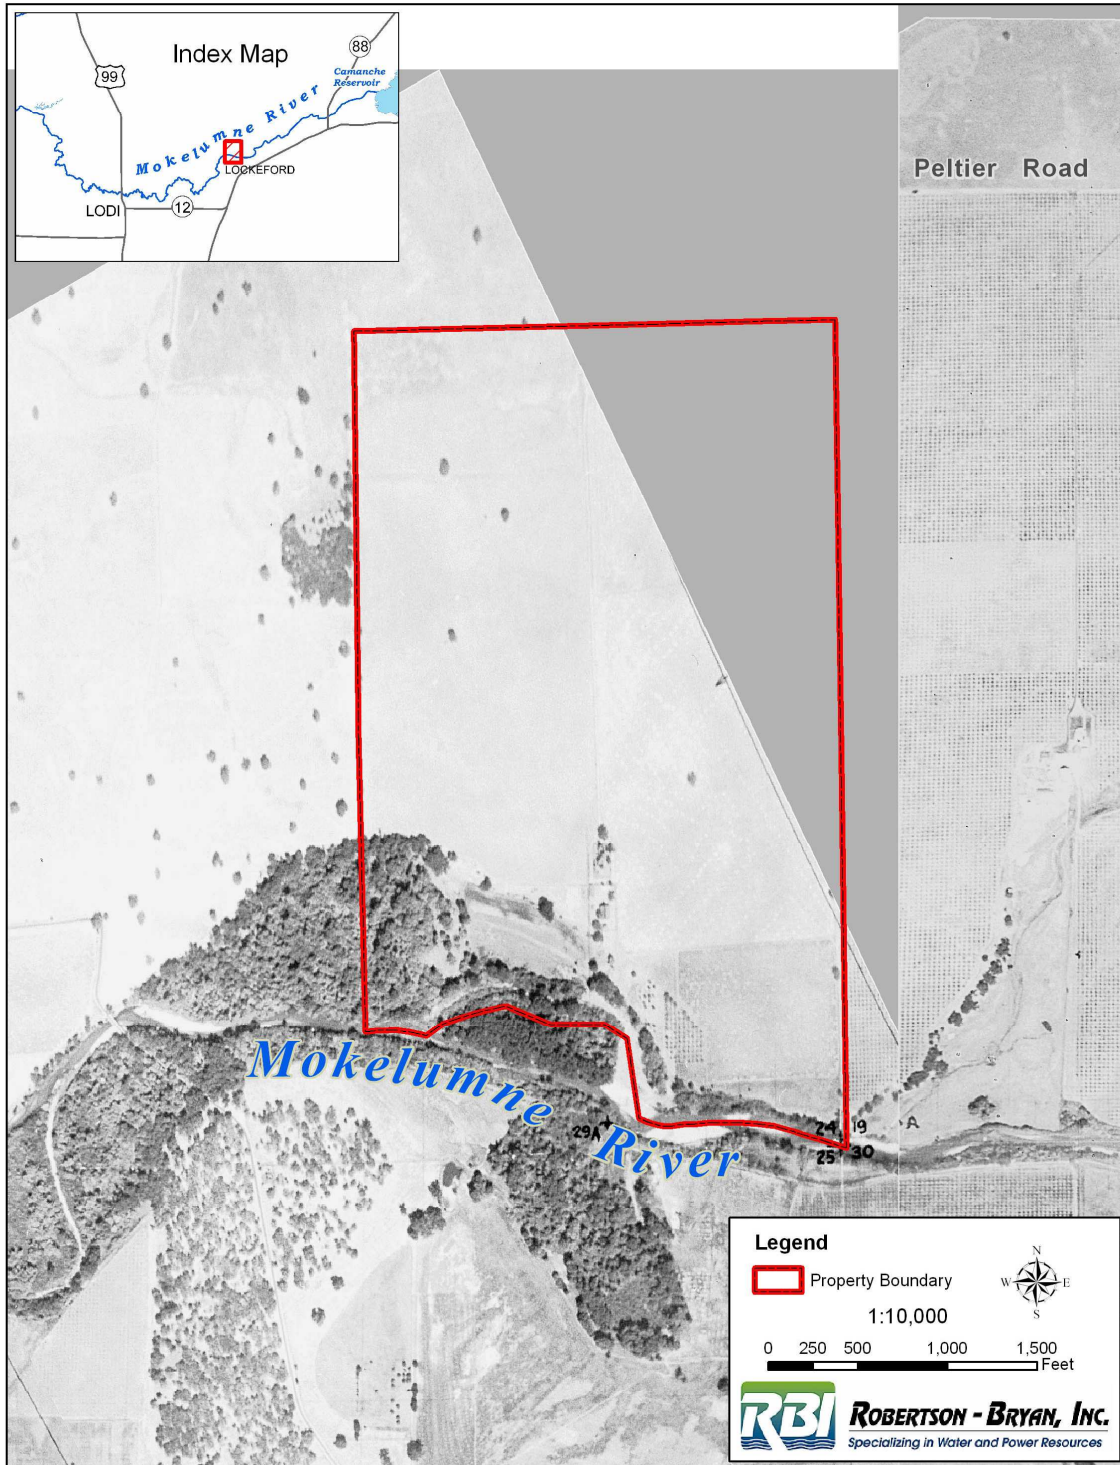 Index Map
88
99
Camanche
Reservoir
Mokelumne River
LOCKEFORD
LODI
12
Peltier Road
Mokelumne River
29A
24 19
25 30
A
Legend
Property Boundary
1:10,000
N
W E
S
0 250 500 1,000 1,500
Feet
RBI ROBERTSON - BRYAN, INC.
Specializing in Water and Power Resources